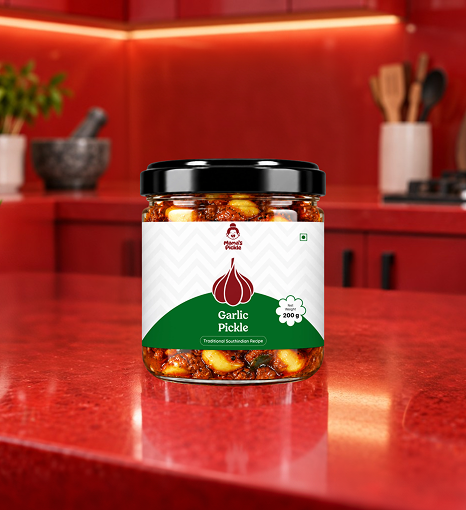 Mama's
Pickle
Garlic
Pickle
Traditional Southindian Recipe
Net
Weight
200 g